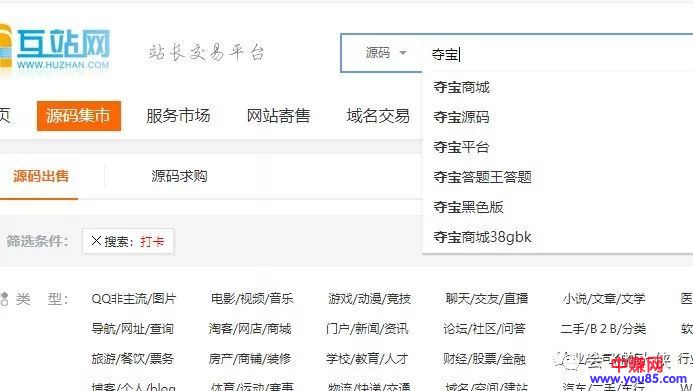 互站网
WWW.HUZHAN.COM
站长交易平台
源码 夺宝
夺宝商城
夺宝源码
夺宝平台
夺宝答题王答题
夺宝黑色版
夺宝商城38gbk
页 源码集市 服务市场 网站寄售 域名交易
源码出售 源码求购
筛选条件: 搜索: 打卡
类 型: QQ非主流/图片 电影/视频/音乐 游戏/动漫/竞技 聊天/交友/直播 小说/文章/文学 医
导航/网址/查询 淘客/网店/商城 门户/新闻/资讯 论坛/社区/问答 二手/B2B/分类 软
旅游/餐饮/票务 房产/商铺/装修 学校/教育/人才 财经/股票/金融
中赚网
www.you85.com
博客/个人/blog 体育/运动/赛事 物流/快递/交通 空间/域名/建站 汽车/二手/车行